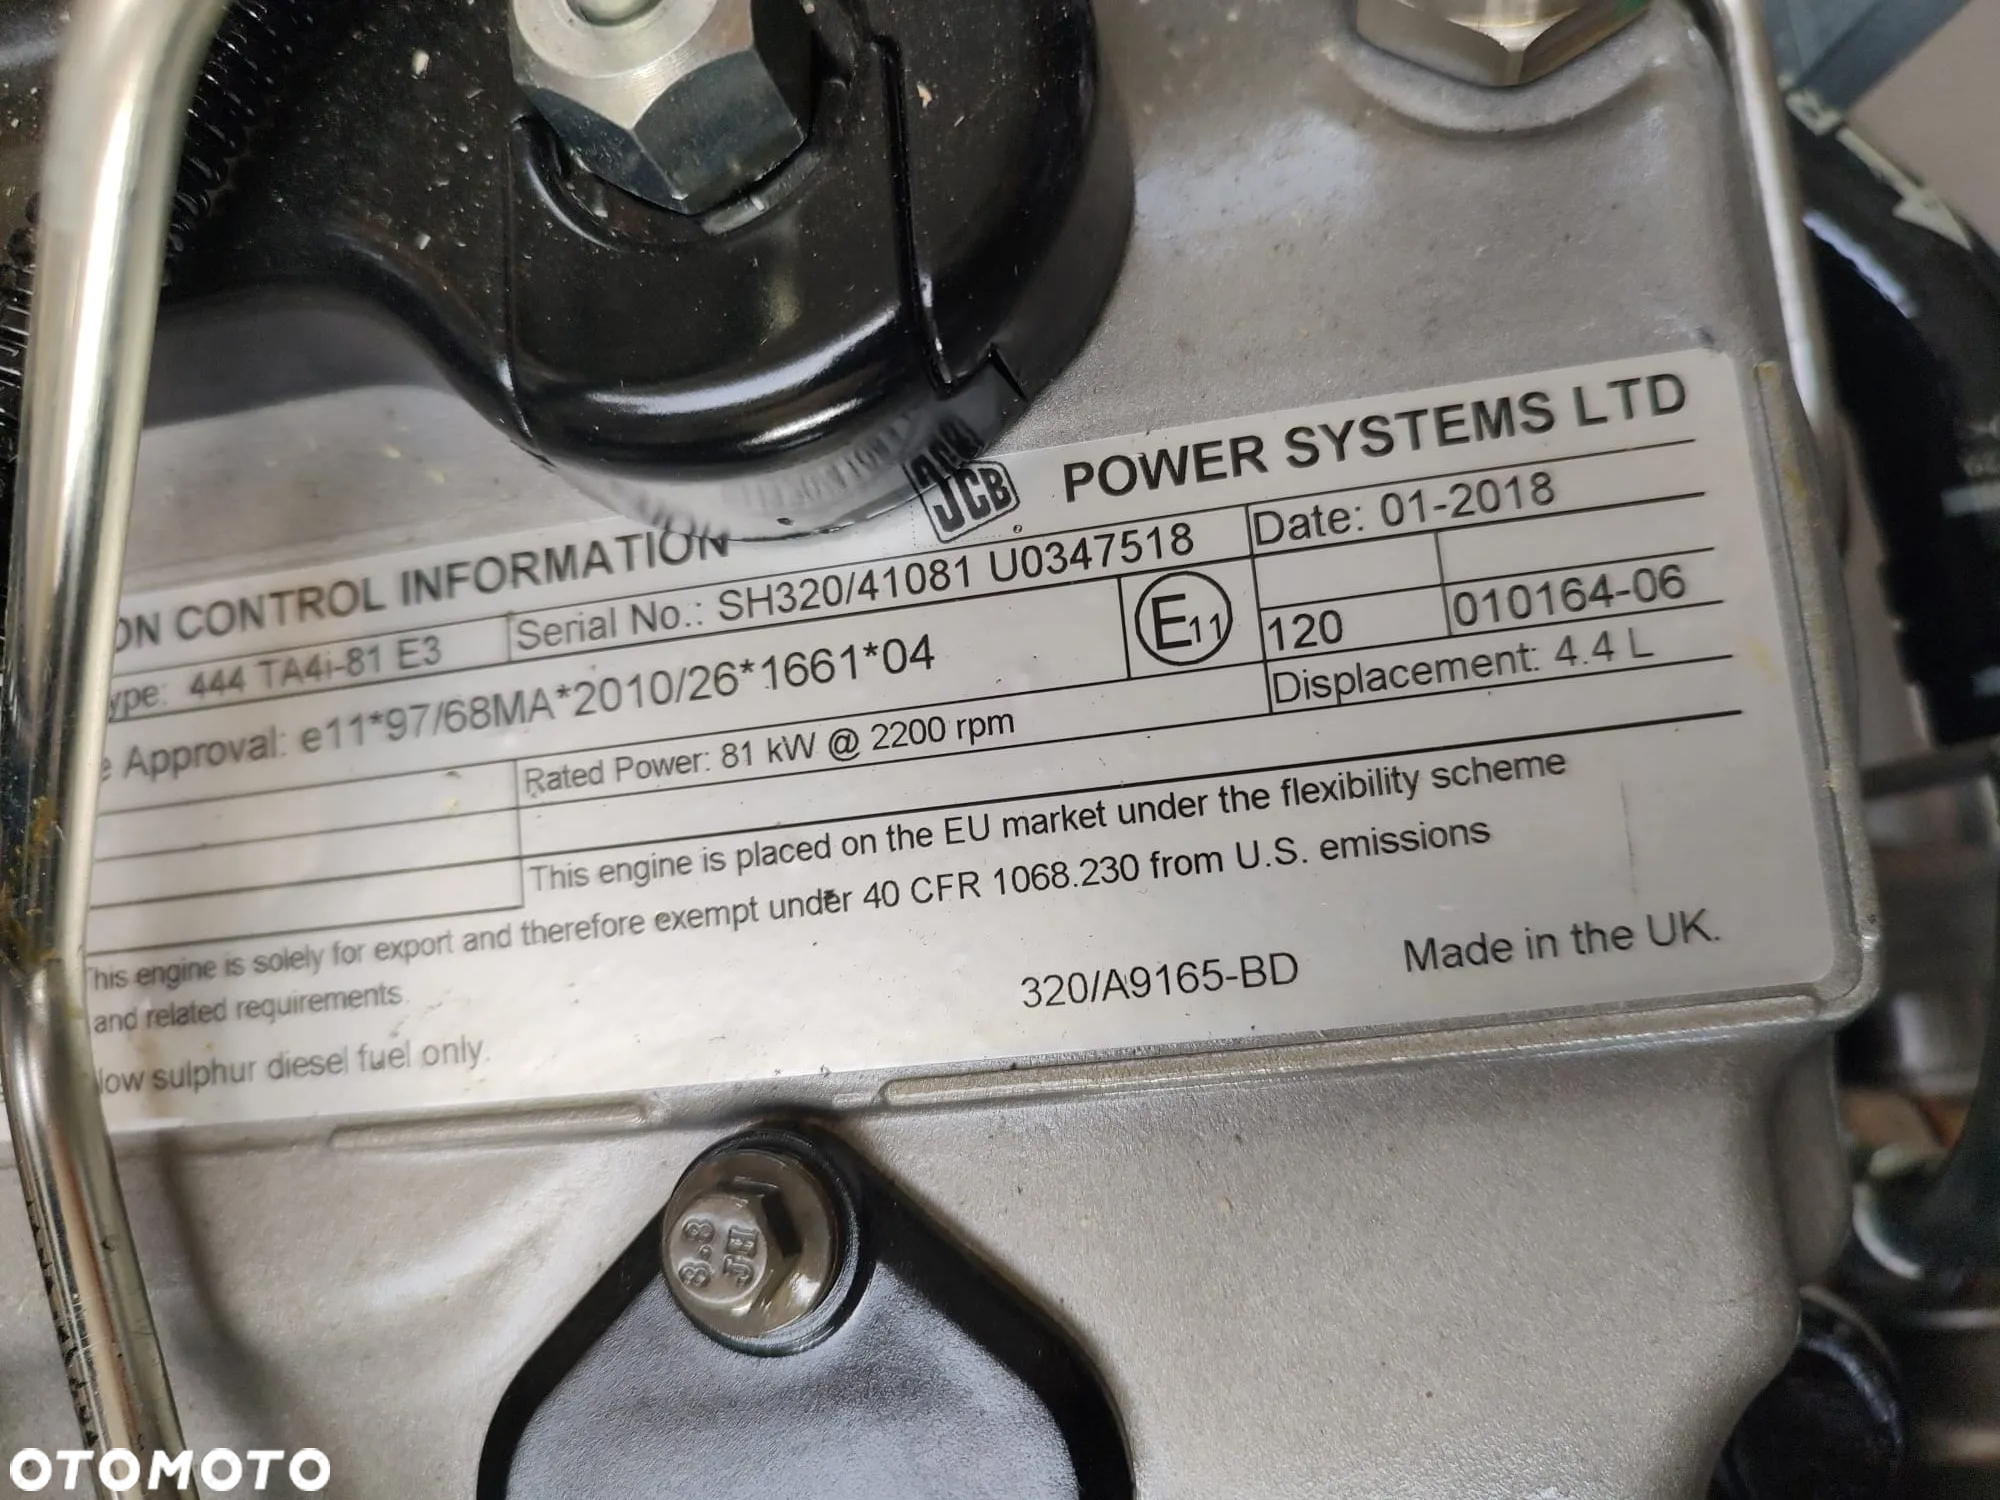 JCB POWER SYSTEMS LTD
ON CONTROL INFORMATION
ype: 444 TA4i-81 E3 Serial No.: SH320/41081 U0347518 Date: 01-2018
e Approval: e11*97/68MA*2010/26*1661*04 E11 120 010164-06
Rated Power: 81 kW @ 2200 rpm Displacement: 4.4 L
This engine is placed on the EU market under the flexibility scheme
his engine is solely for export and therefore exempt under 40 CFR 1068.230 from U.S. emissions
and related requirements.
320/A9165-BD Made in the UK.
low sulphur diesel fuel only.
8.8
JH
OTOMOTO